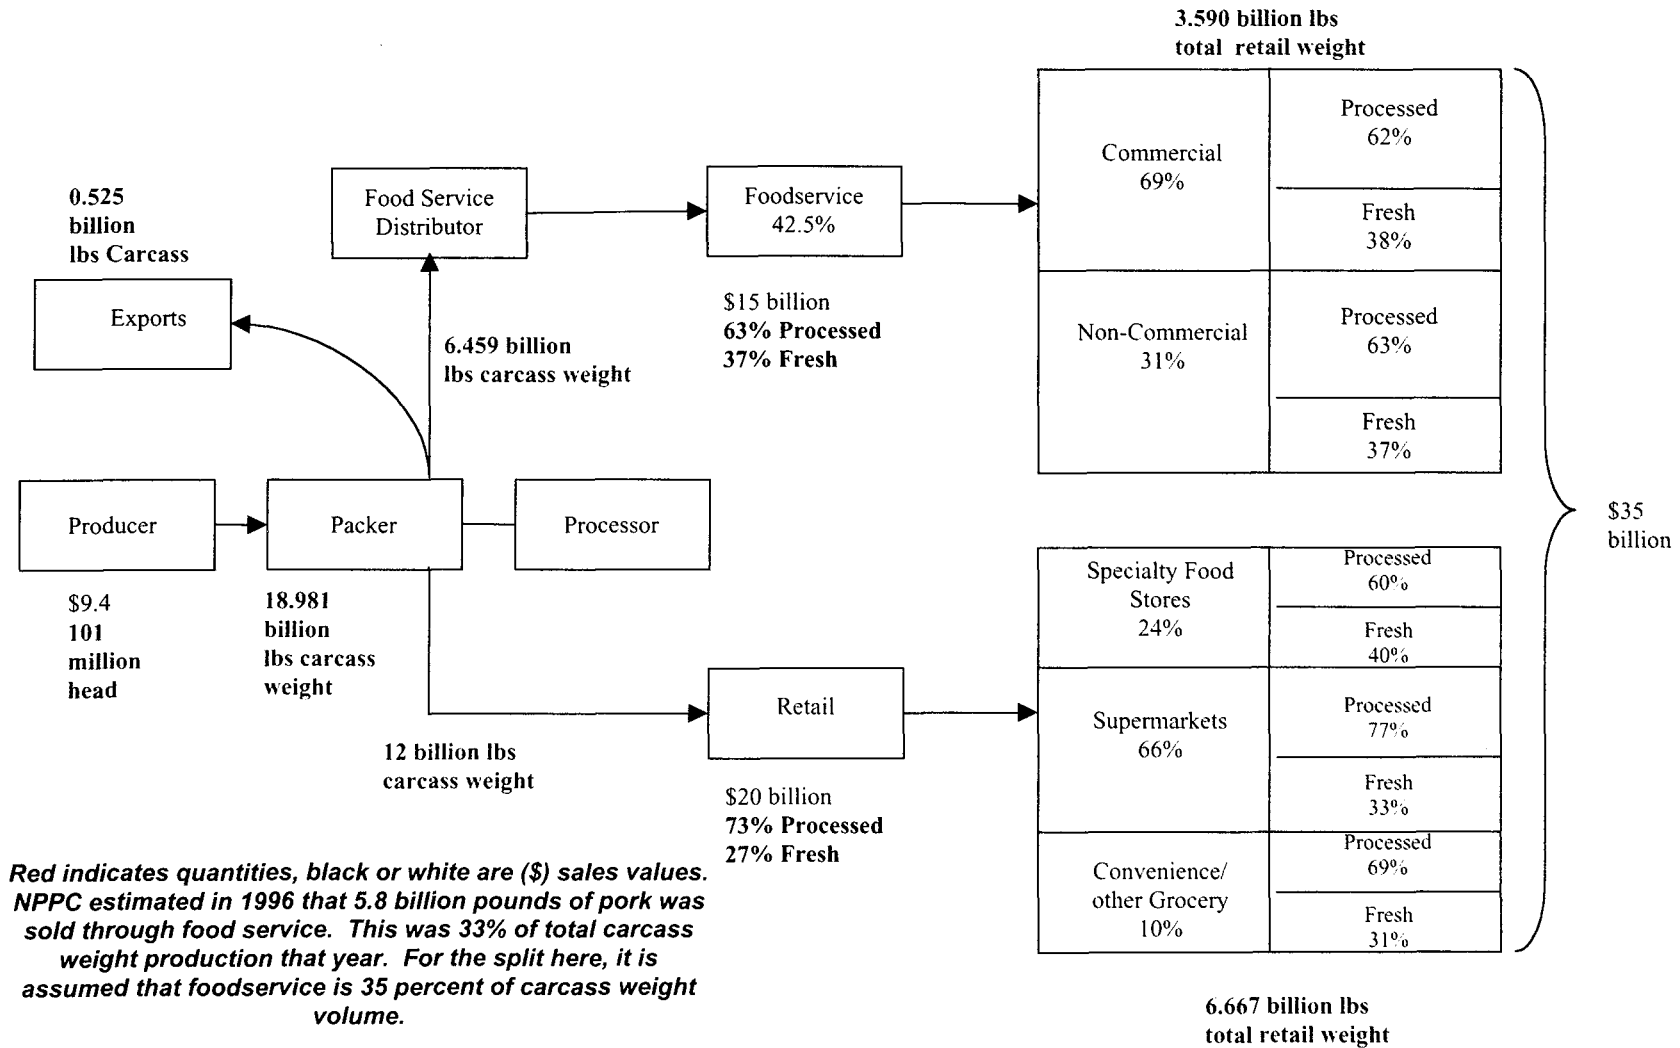 3.590 billion lbs
total retail weight
Commercial
69%
Processed
62%
Fresh
38%
Non-Commercial
31%
Processed
63%
Fresh
37%
0.525
billion
lbs Carcass
Exports
Food Service
Distributor
Foodservice
42.5%
$15 billion
63% Processed
37% Fresh
6.459 billion
lbs carcass weight
Producer
Packer
Processor
$9.4
101
million
head
18.981
billion
lbs carcass
weight
12 billion lbs
carcass weight
Retail
$20 billion
73% Processed
27% Fresh
Specialty Food
Stores
24%
Processed
60%
Fresh
40%
Supermarkets
66%
Processed
77%
Fresh
33%
Convenience/
other Grocery
10%
Processed
69%
Fresh
31%
$35
billion
6.667 billion lbs
total retail weight
Red indicates quantities, black or white are ($) sales values.
NPPC estimated in 1996 that 5.8 billion pounds of pork was
sold through food service. This was 33% of total carcass
weight production that year. For the split here, it is
assumed that foodservice is 35 percent of carcass weight
volume.